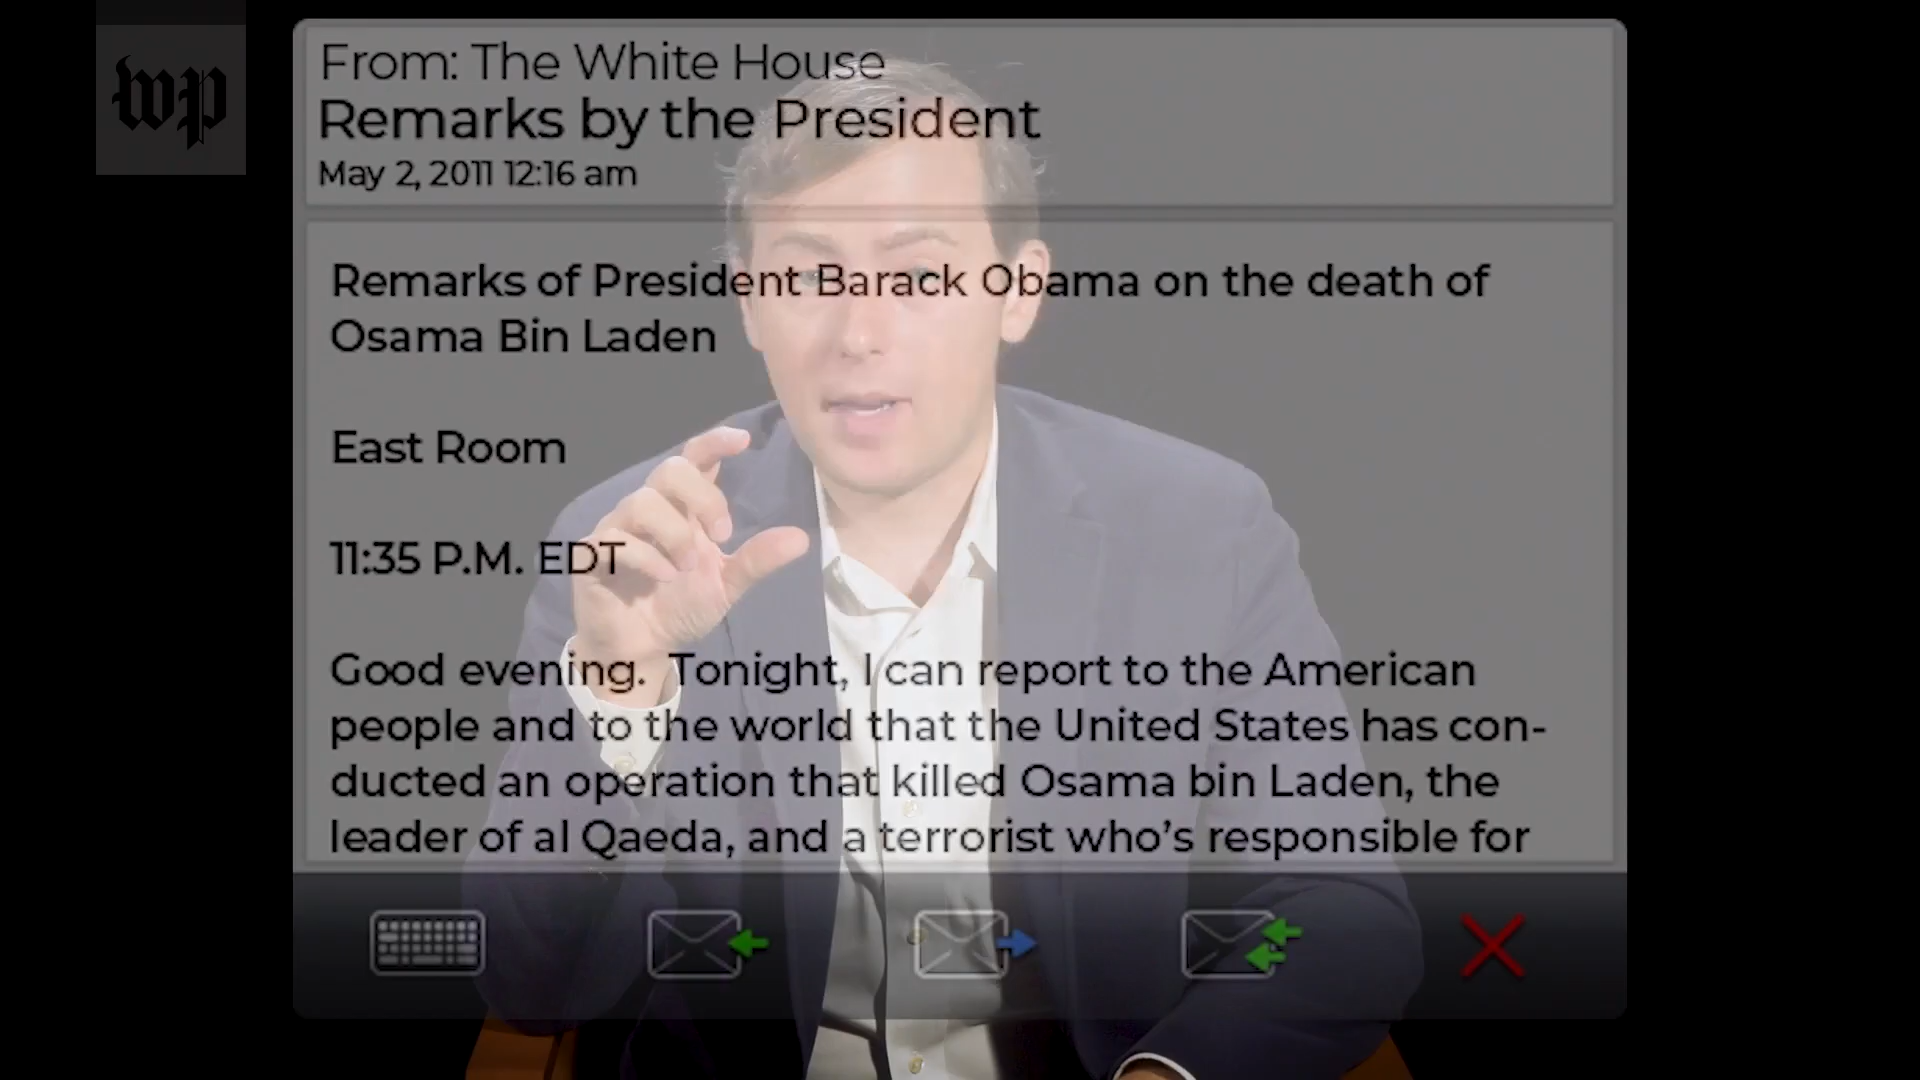 wp
From: The White House
Remarks by the President
May 2, 2011 12:16 am
Remarks of President Barack Obama on the death of
Osama Bin Laden
East Room
11:35 P.M. EDT
Good evening.  Tonight, I can report to the American
people and to the world that the United States has con-
ducted an operation that killed Osama bin Laden, the
leader of al Qaeda, and a terrorist who’s responsible for